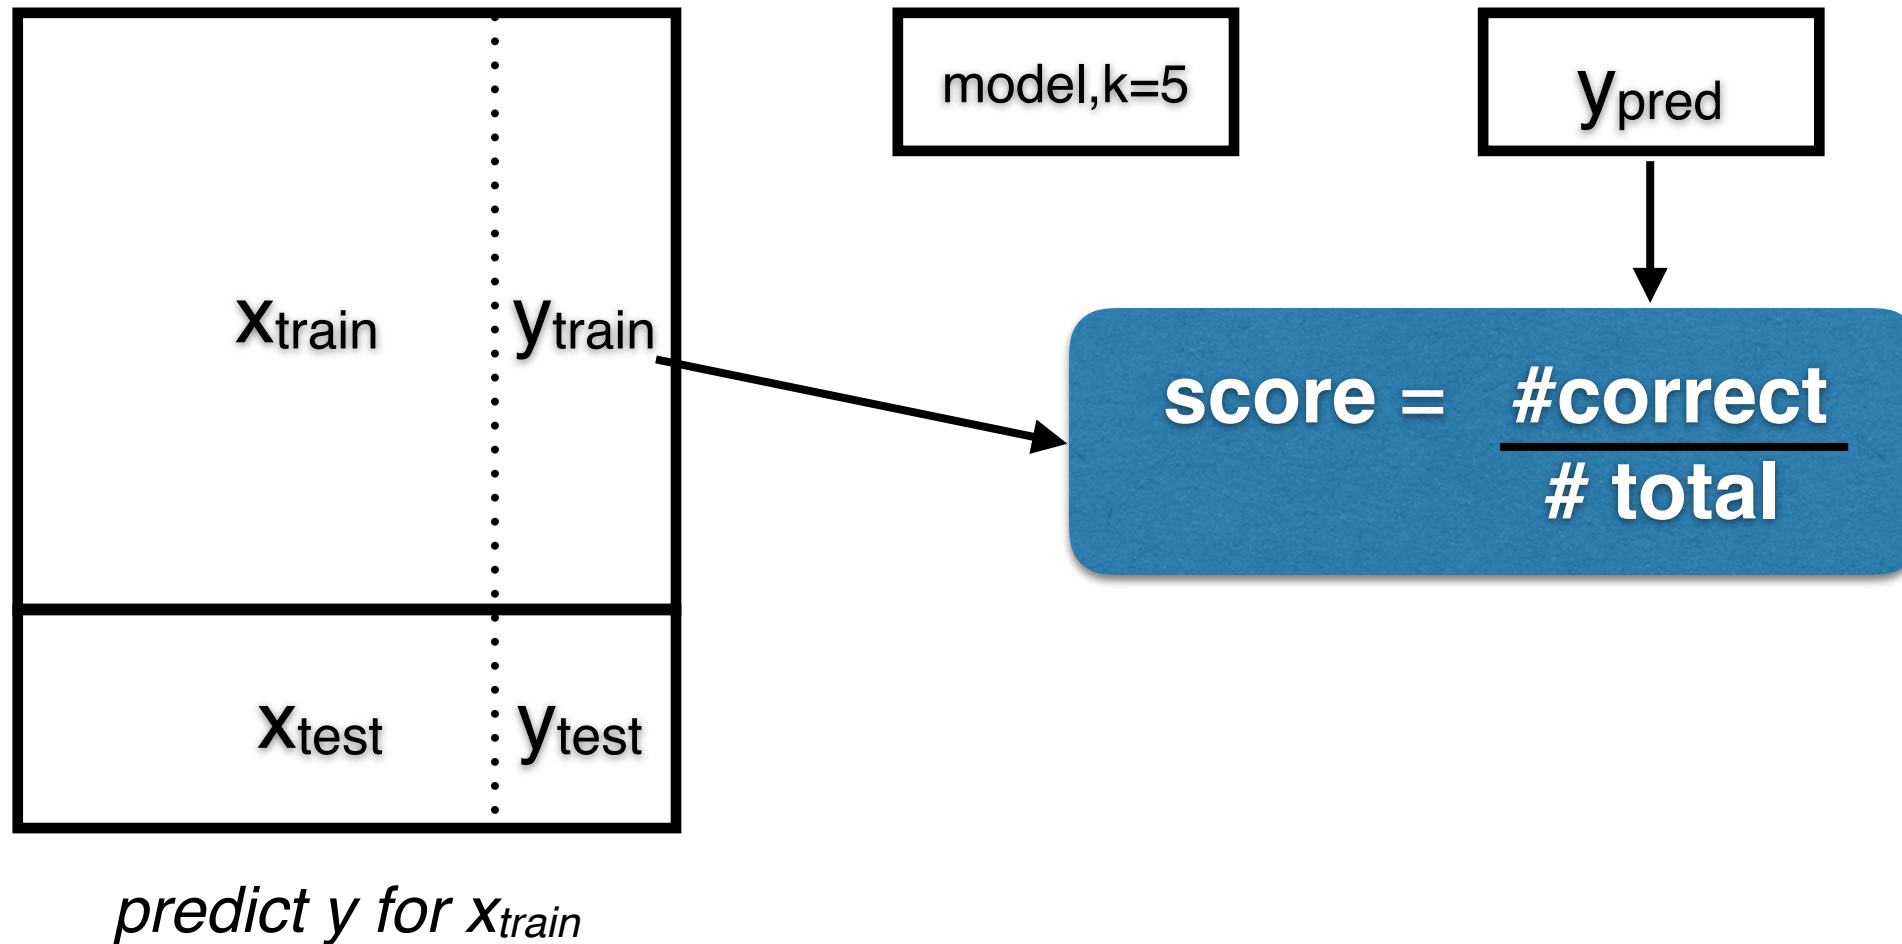 model,k=5
ypred
xtrain
ytrain
score = #correct
# total
xtest
ytest
predict y for xtrain